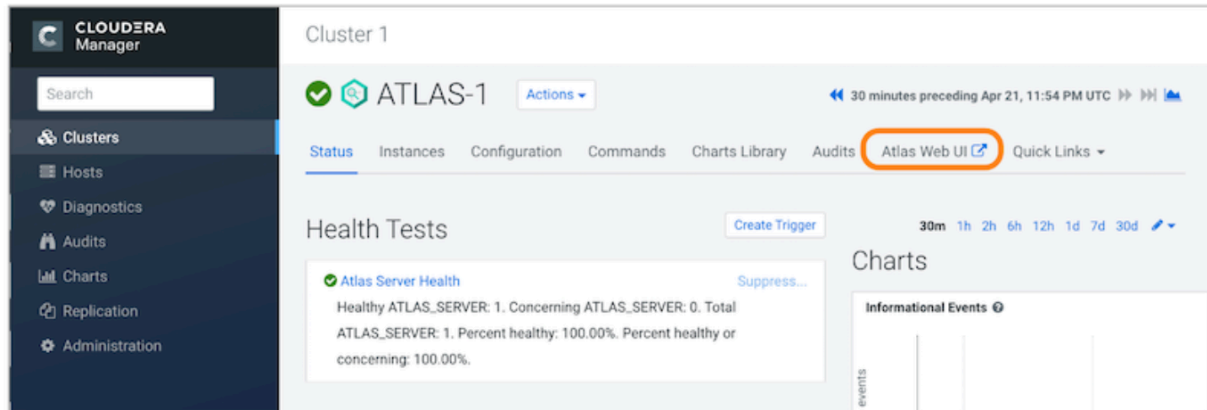 CLOUDERA
Manager
Search
Clusters
Hosts
Diagnostics
Audits
Charts
Replication
Administration
Cluster 1
ATLAS-1 Actions
30 minutes preceding Apr 21, 11:54 PM UTC
Status Instances Configuration Commands Charts Library Audits Atlas Web UI Quick Links
Health Tests
Create Trigger
Atlas Server Health Suppress...
Healthy ATLAS_SERVER: 1. Concerning ATLAS_SERVER: 0. Total
ATLAS_SERVER: 1. Percent healthy: 100.00%. Percent healthy or
concerning: 100.00%.
30m 1h 2h 6h 12h 1d 7d 30d
Charts
Informational Events
events